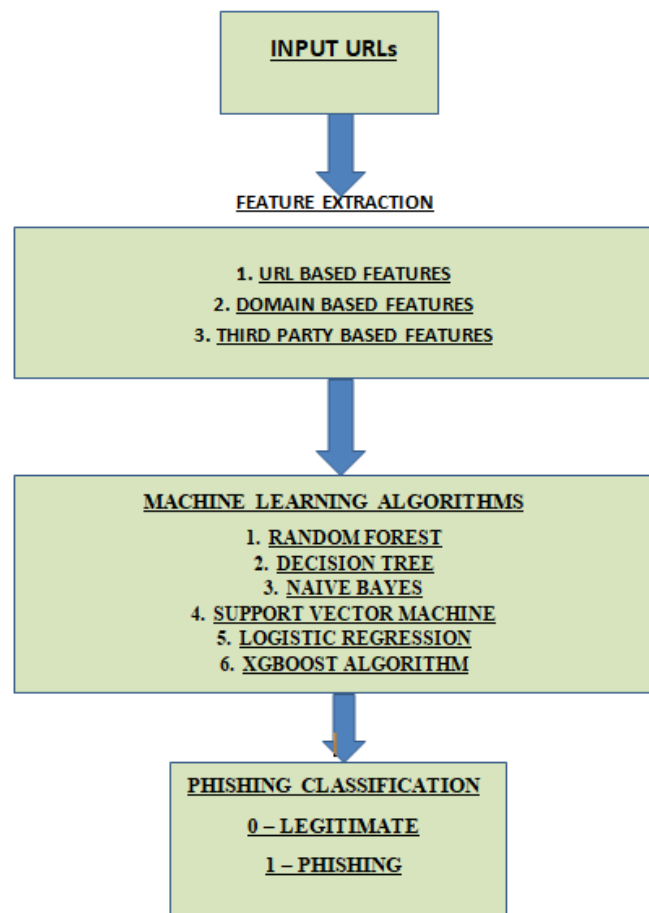 INPUT URLs
FEATURE EXTRACTION
1. URL BASED FEATURES
2. DOMAIN BASED FEATURES
3. THIRD PARTY BASED FEATURES
MACHINE LEARNING ALGORITHMS
1. RANDOM FOREST
2. DECISION TREE
3. NAIVE BAYES
4. SUPPORT VECTOR MACHINE
5. LOGISTIC REGRESSION
6. XGBOOST ALGORITHM
PHISHING CLASSIFICATION
0 – LEGITIMATE
1 – PHISHING